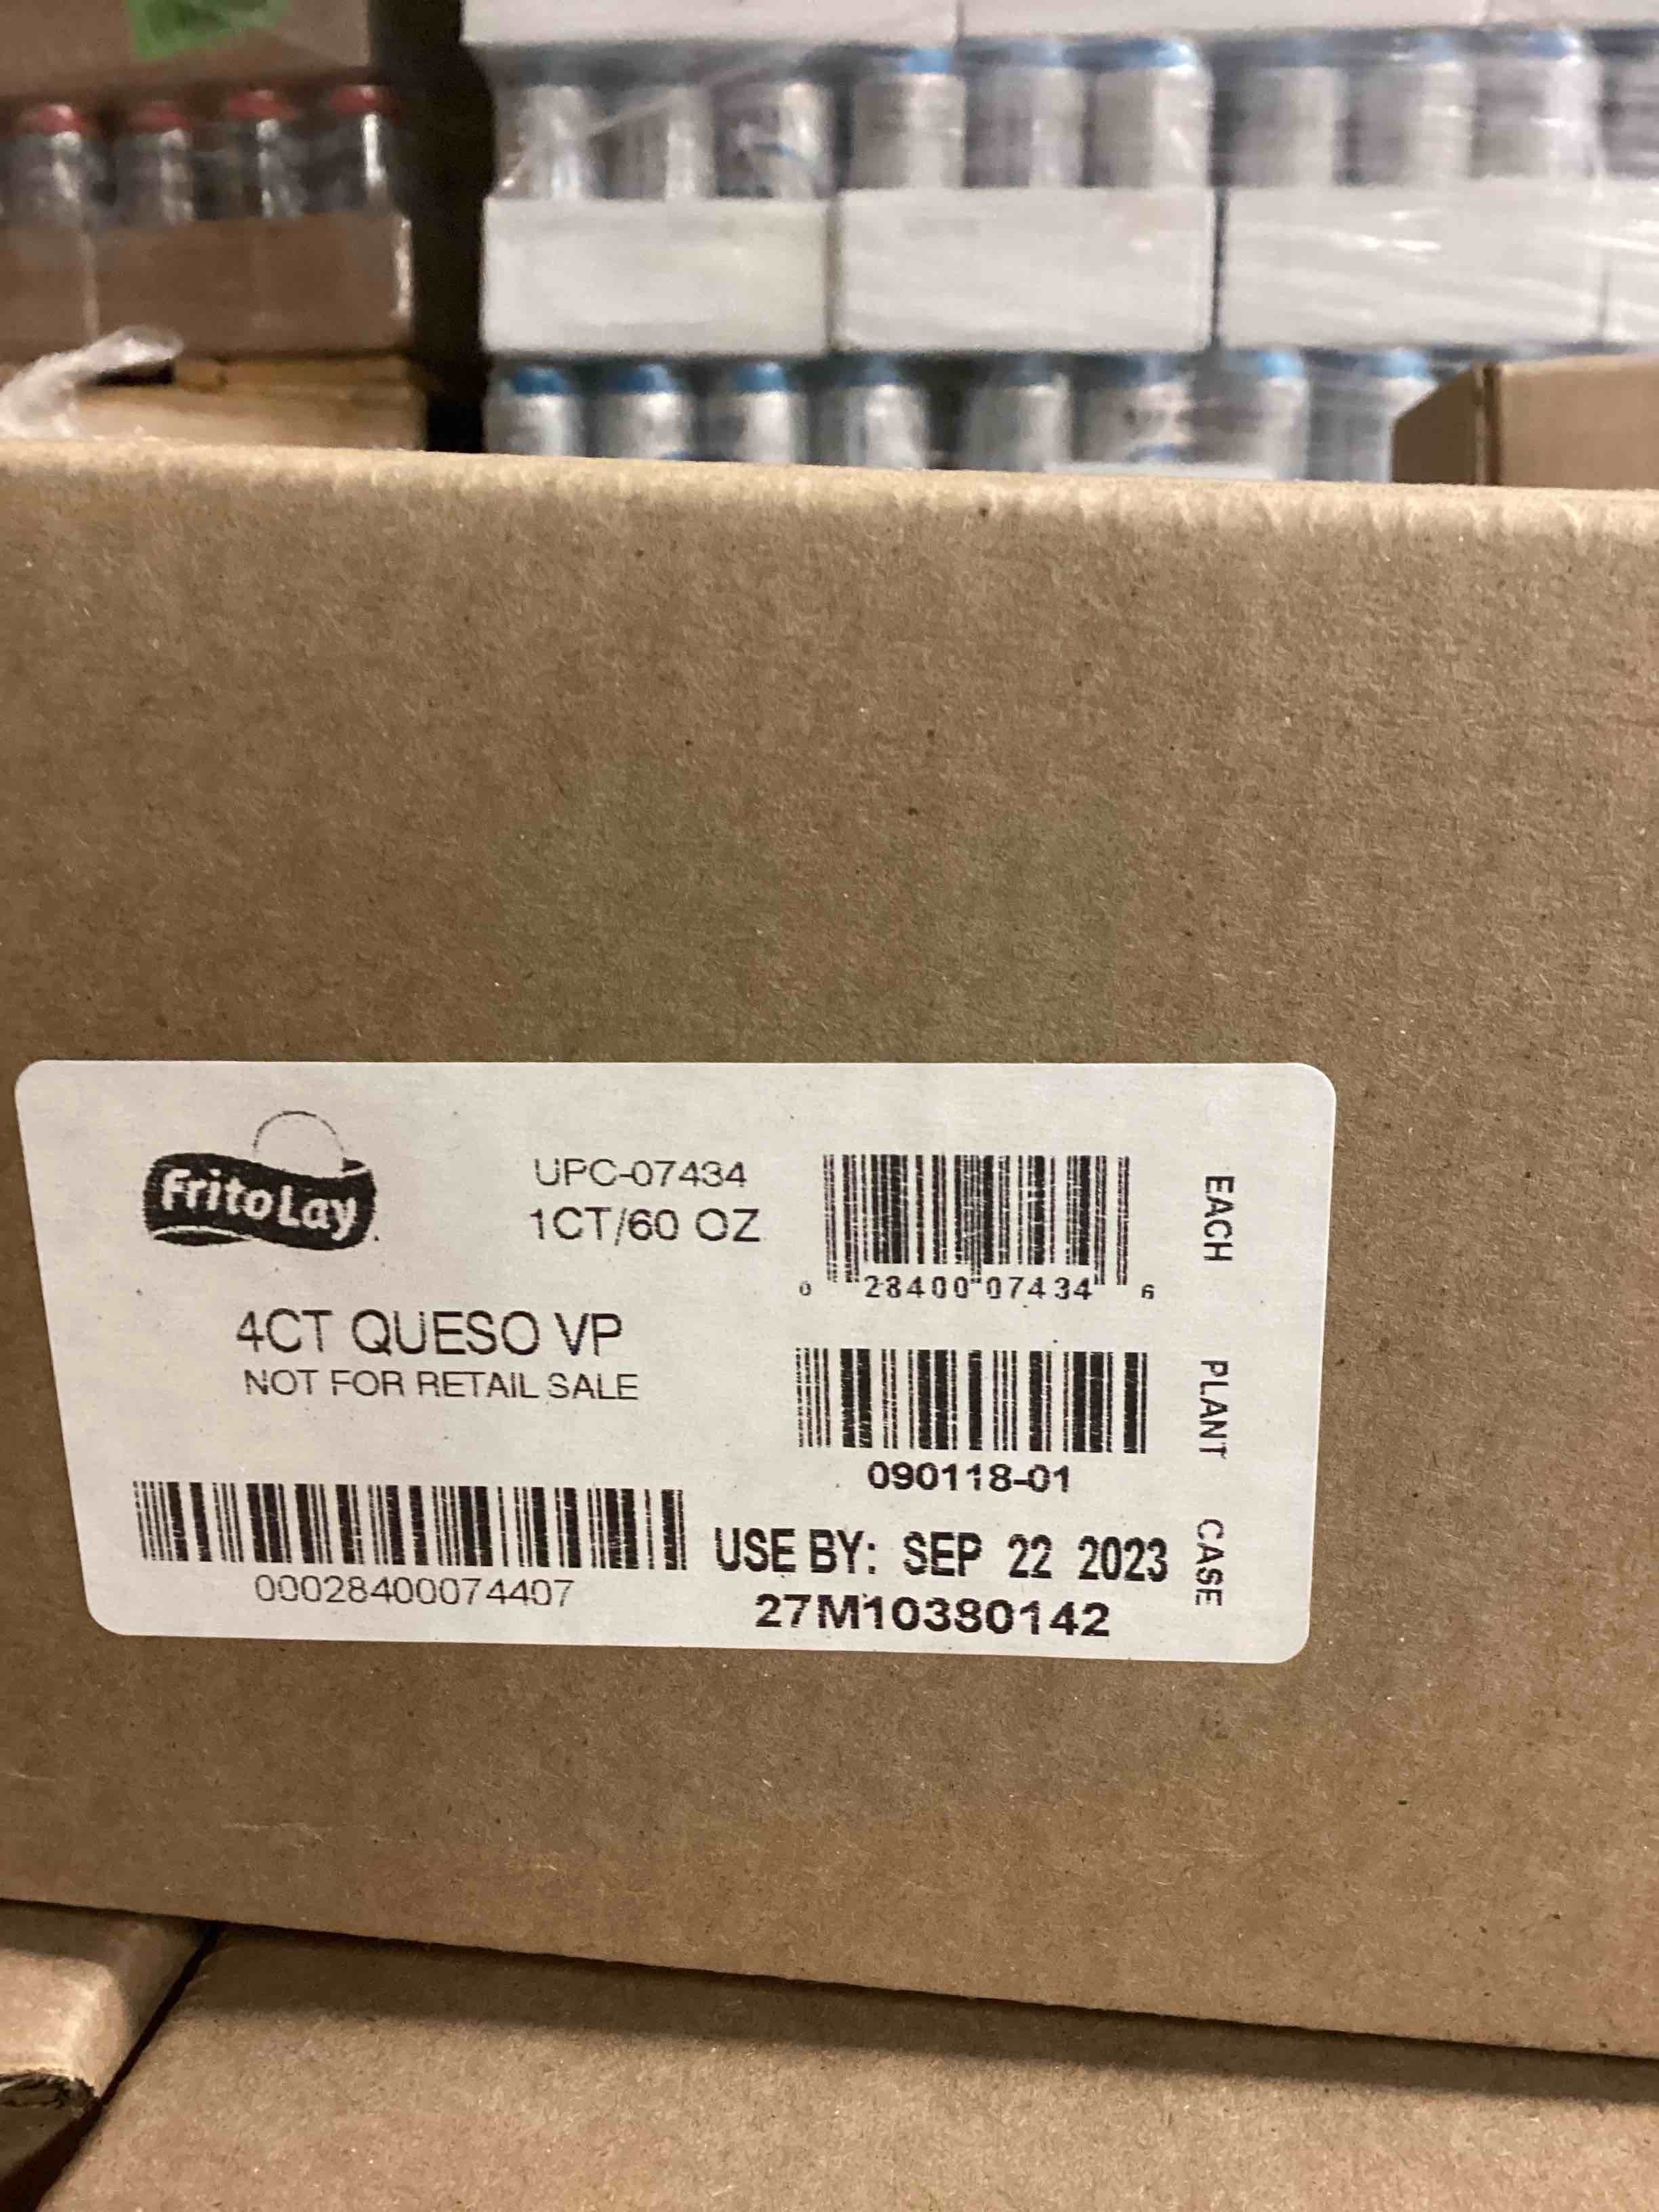 FritoLay
UPC-07434
1CT/60 OZ
0 28400 07434 6
EACH
4CT QUESO VP
NOT FOR RETAIL SALE
090118-01
PLANT
00028400074407
USE BY: SEP 22 2023
27M10380142
CASE